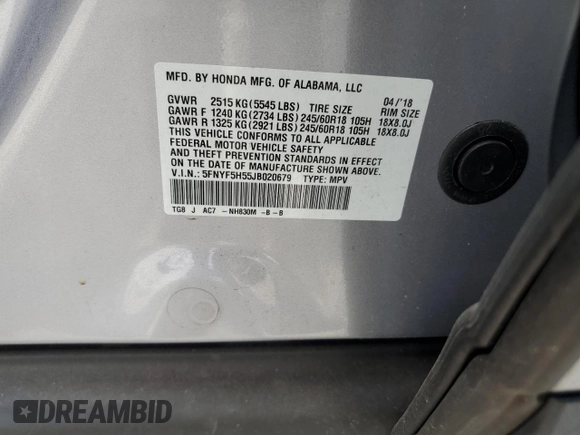 MFD. BY HONDA MFG. OF ALABAMA, LLC
GVWR 2515 KG (5545 LBS) TIRE SIZE 04/'18 RIM SIZE
GAWR F 1240 KG (2734 LBS) 245/60R18 105H 18X8.0J
GAWR R 1325 KG (2921 LBS) 245/60R18 105H 18X8.0J
THIS VEHICLE CONFORMS TO ALL APPLICABLE
FEDERAL MOTOR VEHICLE SAFETY
AND THEFT PREVENTION STANDARDS IN EFFECT
ON THE DATE OF MANUFACTURE SHOWN ABOVE.
V.I.N.: 5FNYF5H55JB020679 TYPE: MPV
TG8 J AC7 -NH830M -B -B
DREAMBID